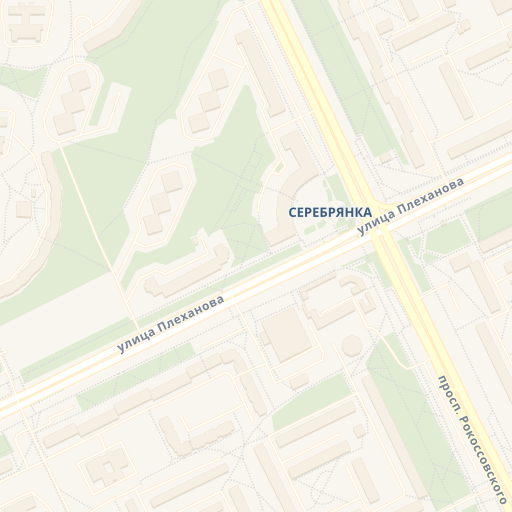 улица Плеханова
СЕРЕБРЯНКА
улица Плеханова
просп. Рокоссовского